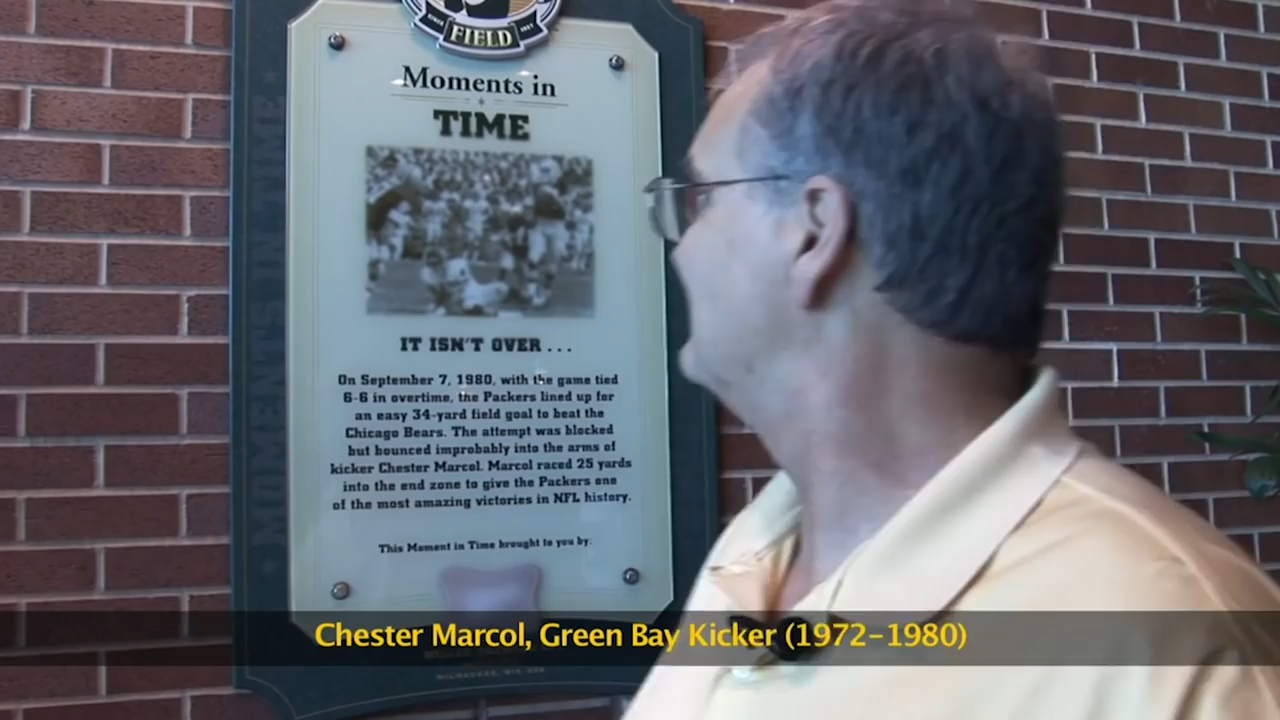 FIELD
Moments in
TIME
IT ISN'T OVER . . .
On September 7, 1980, with the game tied
6-6 in overtime, the Packers lined up for
an easy 34-yard field goal to beat the
Chicago Bears. The attempt was blocked
but bounced improbably into the arms of
kicker Chester Marcol. Marcol raced 25 yards
into the end zone to give the Packers one
of the most amazing victories in NFL history.
This Moment in Time brought to you by:
Chester Marcol, Green Bay Kicker (1972–1980)
MOMENTS IN TIME